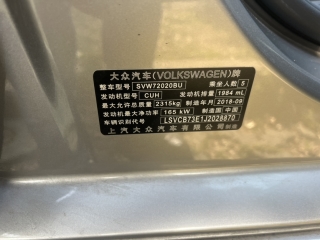 大众汽车(VOLKSWAGEN)牌
整车型号 SVW72020BU 乘坐人数 5
发动机型号 CUH 发动机排量 1984 mL
最大允许总质量 2315kg 制造年月 2018-09
发动机最大净功率 165 kW 制造国 中国
车辆识别代号 LSVCB73E1J2028870
上汽大众汽车有限公司